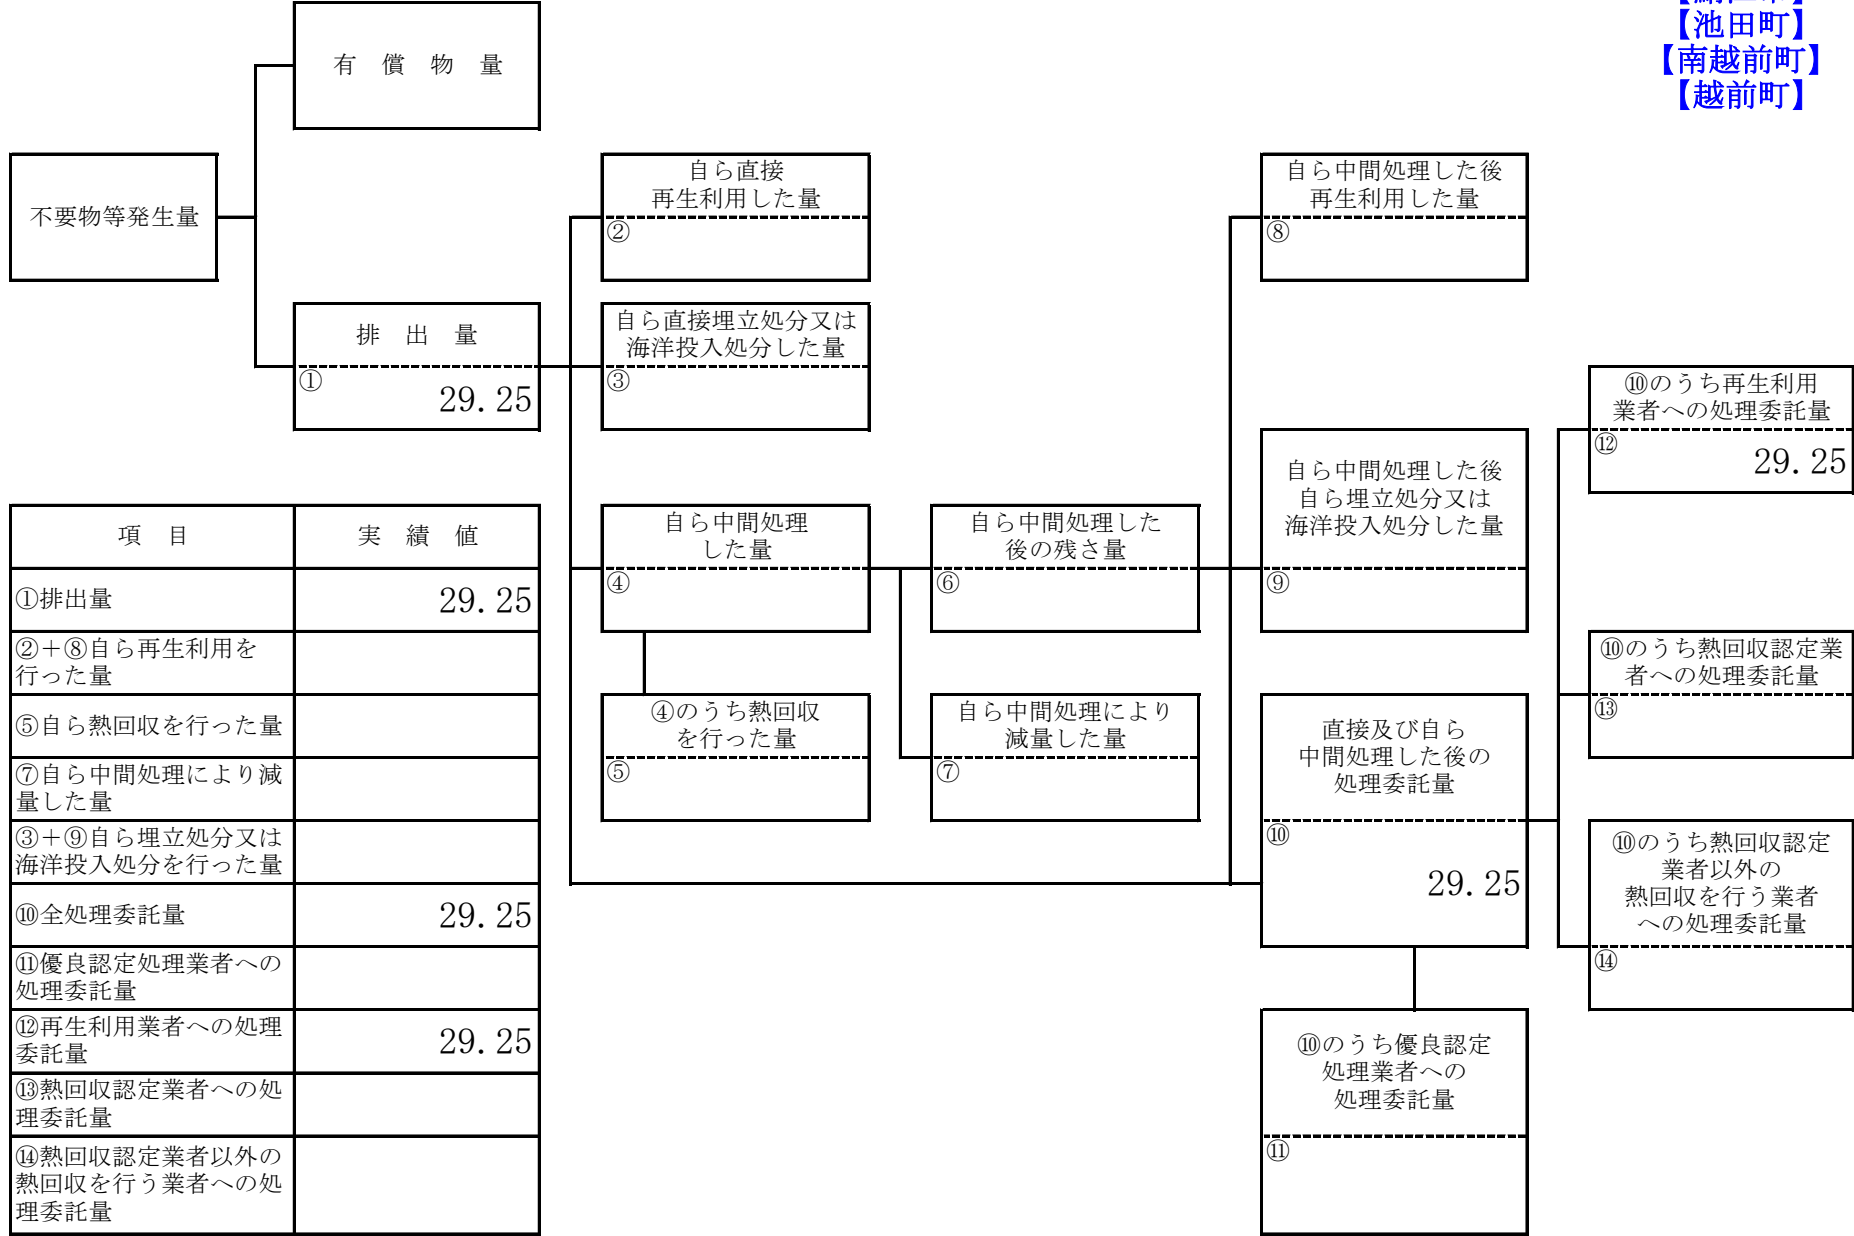 【池田町】
【南越前町】
【越前町】
有　償　物　量
不要物等発生量
排　出　量
①
29.25
自ら直接
再生利用した量
②
自ら直接埋立処分又は
海洋投入処分した量
③
自ら中間処理
した量
④
④のうち熱回収
を行った量
⑤
自ら中間処理した
後の残さ量
⑥
自ら中間処理により
減量した量
⑦
自ら中間処理した後
再生利用した量
⑧
自ら中間処理した後
自ら埋立処分又は
海洋投入処分した量
⑨
直接及び自ら
中間処理した後の
処理委託量
⑩
29.25
⑩のうち優良認定
処理業者への
処理委託量
⑪
⑩のうち再生利用
業者への処理委託量
⑫
29.25
⑩のうち熱回収認定業
者への処理委託量
⑬
⑩のうち熱回収認定
業者以外の
熱回収を行う業者
への処理委託量
⑭
項　目　実　績　値
①排出量　29.25
②＋⑧自ら再生利用を
行った量
⑤自ら熱回収を行った量
⑦自ら中間処理により減
量した量
③＋⑨自ら埋立処分又は
海洋投入処分を行った量
⑩全処理委託量　29.25
⑪優良認定処理業者への
処理委託量
⑫再生利用業者への処理
委託量　29.25
⑬熱回収認定業者への処
理委託量
⑭熱回収認定業者以外の
熱回収を行う業者への処
理委託量